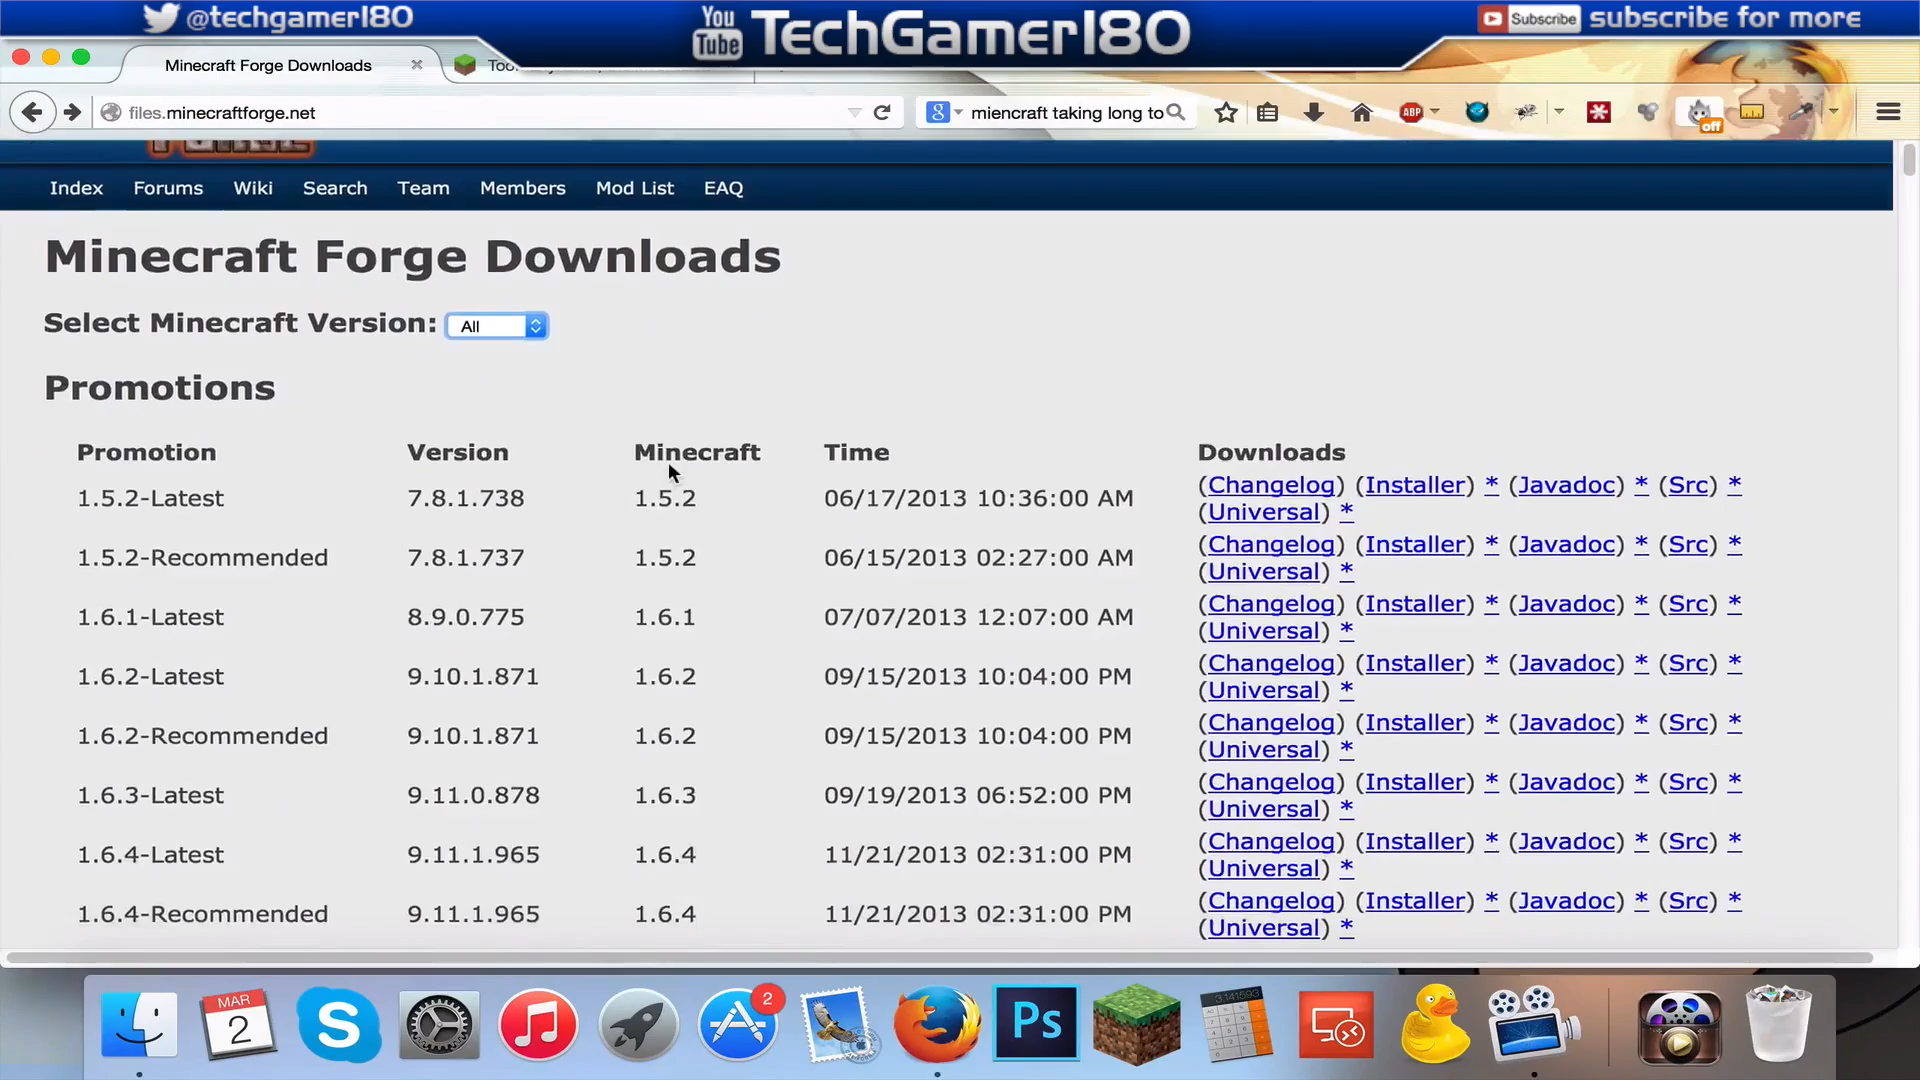 @techgamer180
You Tube TechGamer180
Subscribe subscribe for more
Minecraft Forge Downloads
files.minecraftforge.net
miencraft taking long to
ABP
off
Index Forums Wiki Search Team Members Mod List EAQ
Minecraft Forge Downloads
Select Minecraft Version: All
Promotions
Promotion Version Minecraft Time Downloads
1.5.2-Latest 7.8.1.738 1.5.2 06/17/2013 10:36:00 AM (Changelog) (Installer) * (Javadoc) * (Src) *
(Universal) *
1.5.2-Recommended 7.8.1.737 1.5.2 06/15/2013 02:27:00 AM (Changelog) (Installer) * (Javadoc) * (Src) *
(Universal) *
1.6.1-Latest 8.9.0.775 1.6.1 07/07/2013 12:07:00 AM (Changelog) (Installer) * (Javadoc) * (Src) *
(Universal) *
1.6.2-Latest 9.10.1.871 1.6.2 09/15/2013 10:04:00 PM (Changelog) (Installer) * (Javadoc) * (Src) *
(Universal) *
1.6.2-Recommended 9.10.1.871 1.6.2 09/15/2013 10:04:00 PM (Changelog) (Installer) * (Javadoc) * (Src) *
(Universal) *
1.6.3-Latest 9.11.0.878 1.6.3 09/19/2013 06:52:00 PM (Changelog) (Installer) * (Javadoc) * (Src) *
(Universal) *
1.6.4-Latest 9.11.1.965 1.6.4 11/21/2013 02:31:00 PM (Changelog) (Installer) * (Javadoc) * (Src) *
(Universal) *
1.6.4-Recommended 9.11.1.965 1.6.4 11/21/2013 02:31:00 PM (Changelog) (Installer) * (Javadoc) * (Src) *
(Universal) *
MAR
2
2
Ps
3.141593